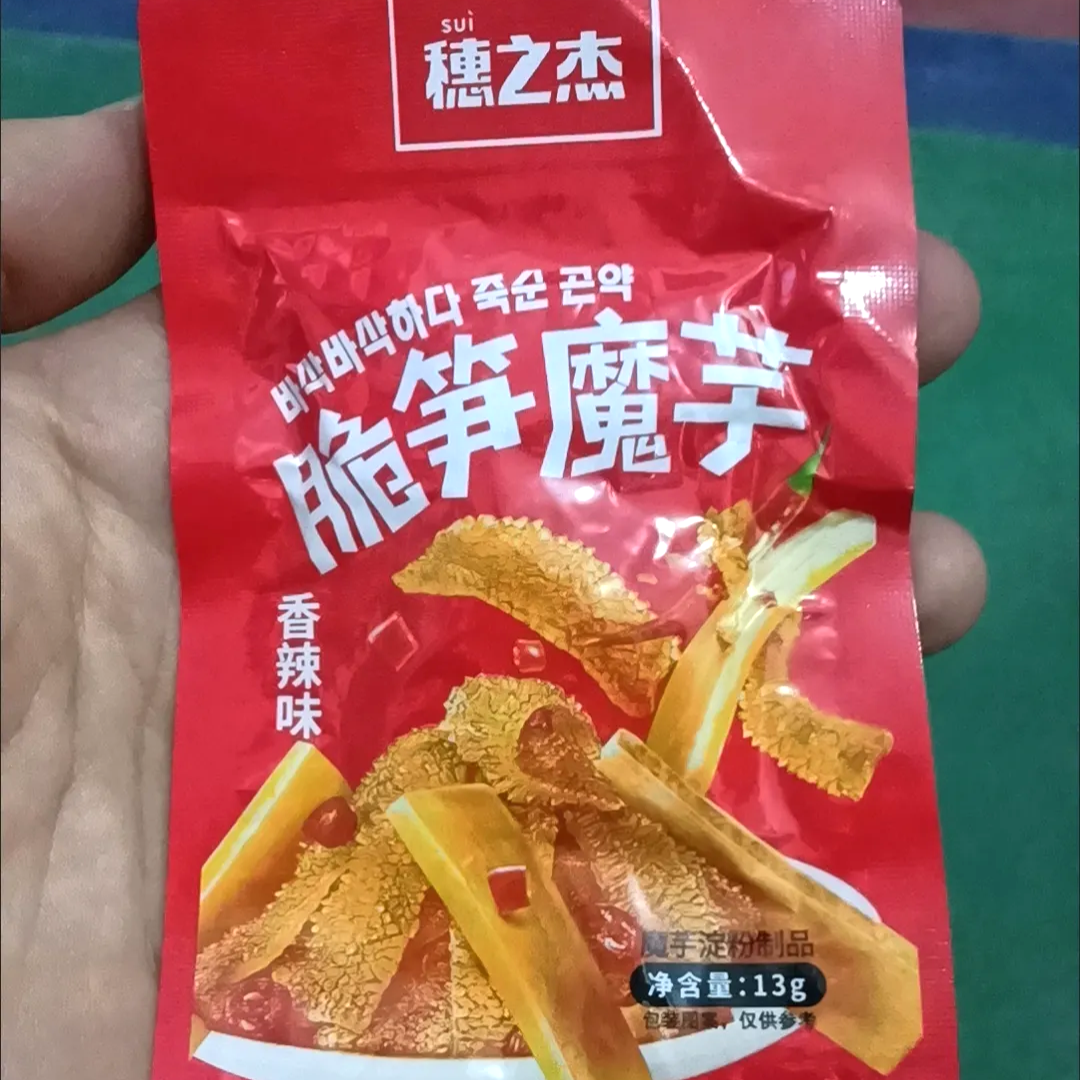 suì
穗之杰
바삭바삭하다 죽순 곤약
脆笋魔芋
香辣味
魔芋淀粉制品
净含量:13g
包装图案，仅供参考